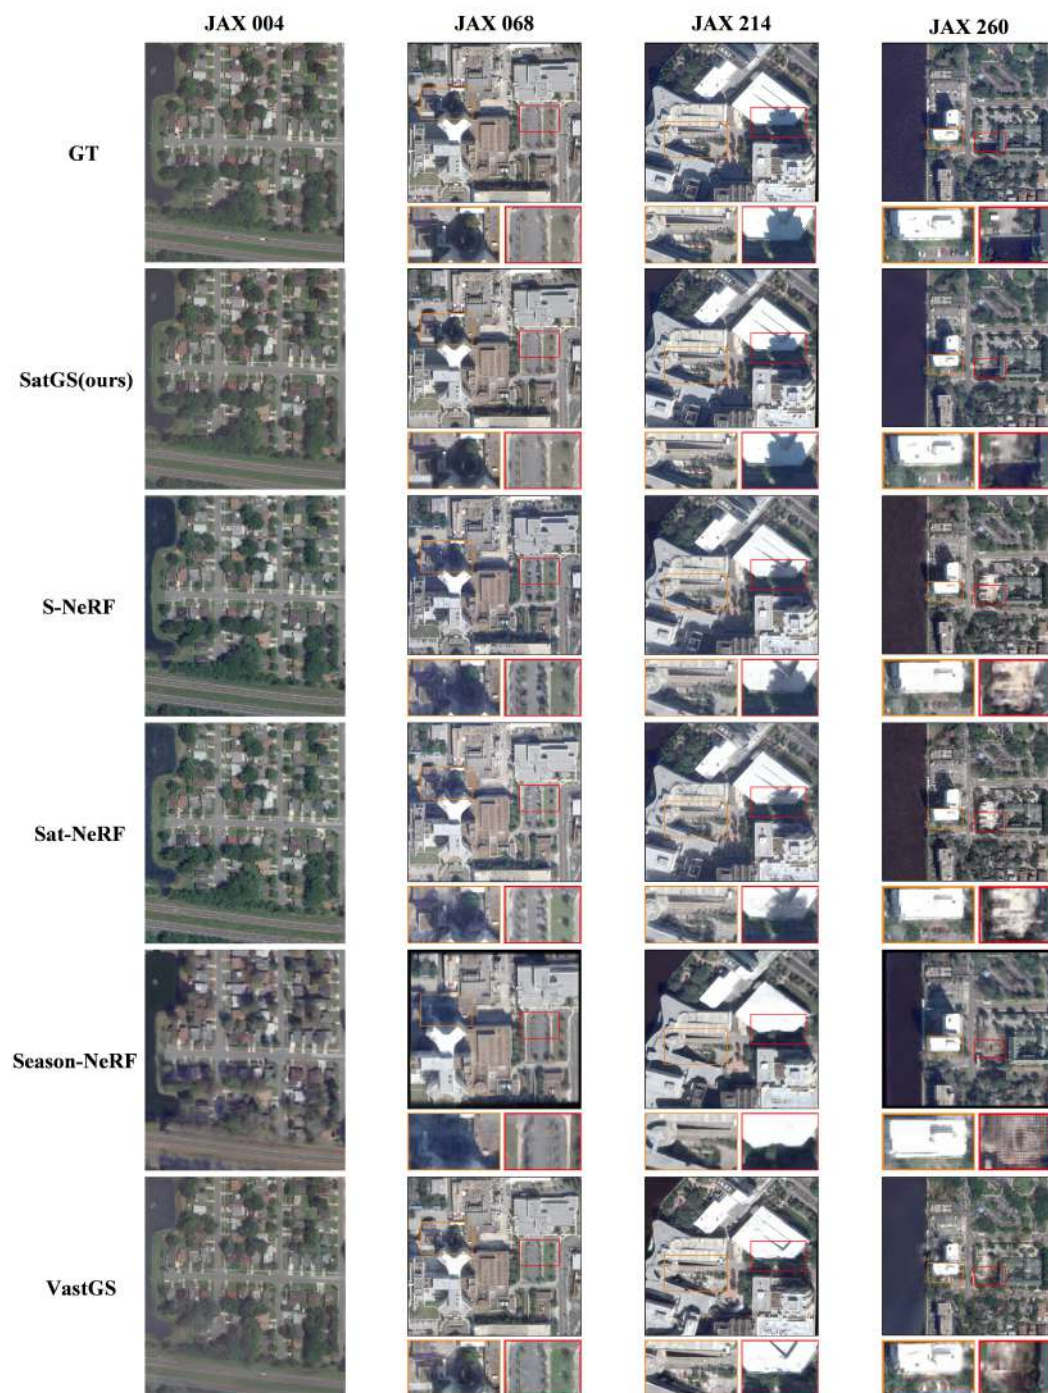 JAX 004 JAX 068 JAX 214 JAX 260
GT
SatGS(ours)
S-NeRF
Sat-NeRF
Season-NeRF
VastGS